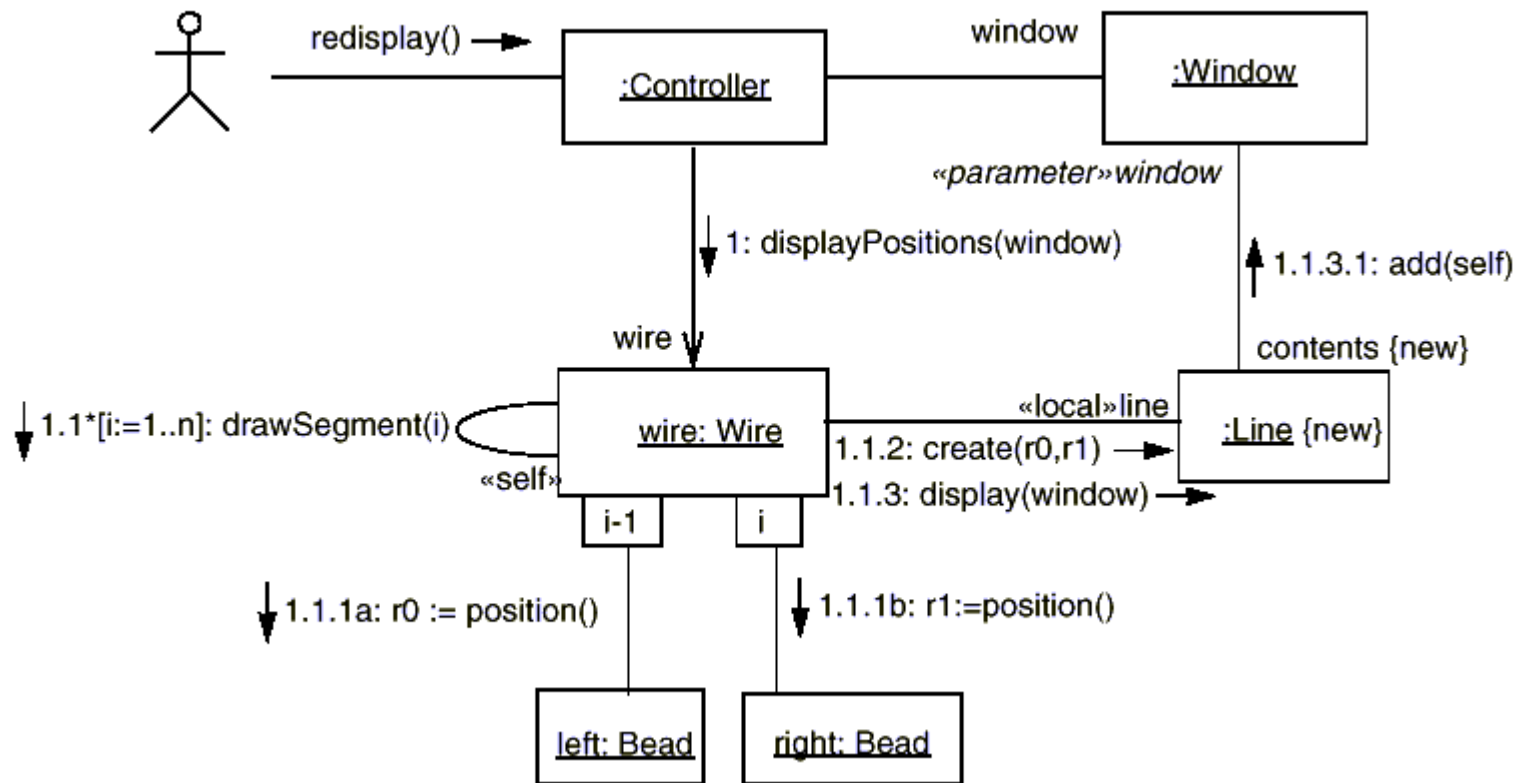 redisplay()
window
:Controller
:Window
«parameter»window
1: displayPositions(window)
1.1.3.1: add(self)
wire
contents {new}
1.1*[i:=1..n]: drawSegment(i)
«local»line
wire: Wire
:Line {new}
1.1.2: create(r0,r1)
«self»
1.1.3: display(window)
i-1
i
1.1.1a: r0 := position()
1.1.1b: r1:=position()
left: Bead
right: Bead